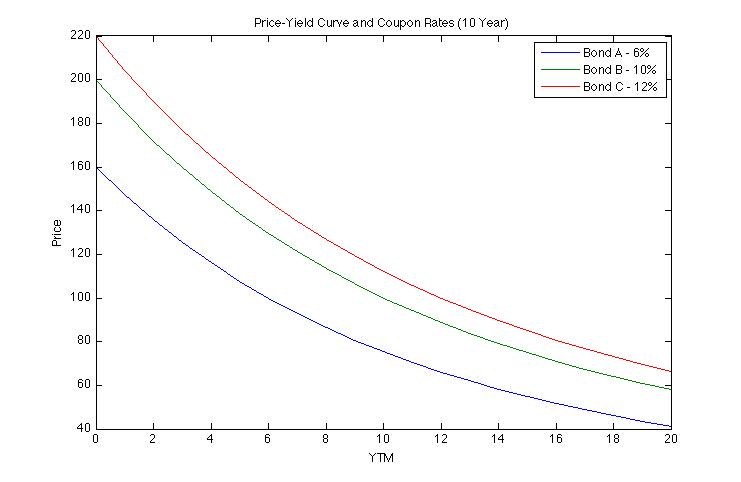 Price-Yield Curve and Coupon Rates (10 Year)
220
200
180
160
140
120
100
80
60
40
Price
Bond A - 6%
Bond B - 10%
Bond C - 12%
0 2 4 6 8 10 12 14 16 18 20
YTM